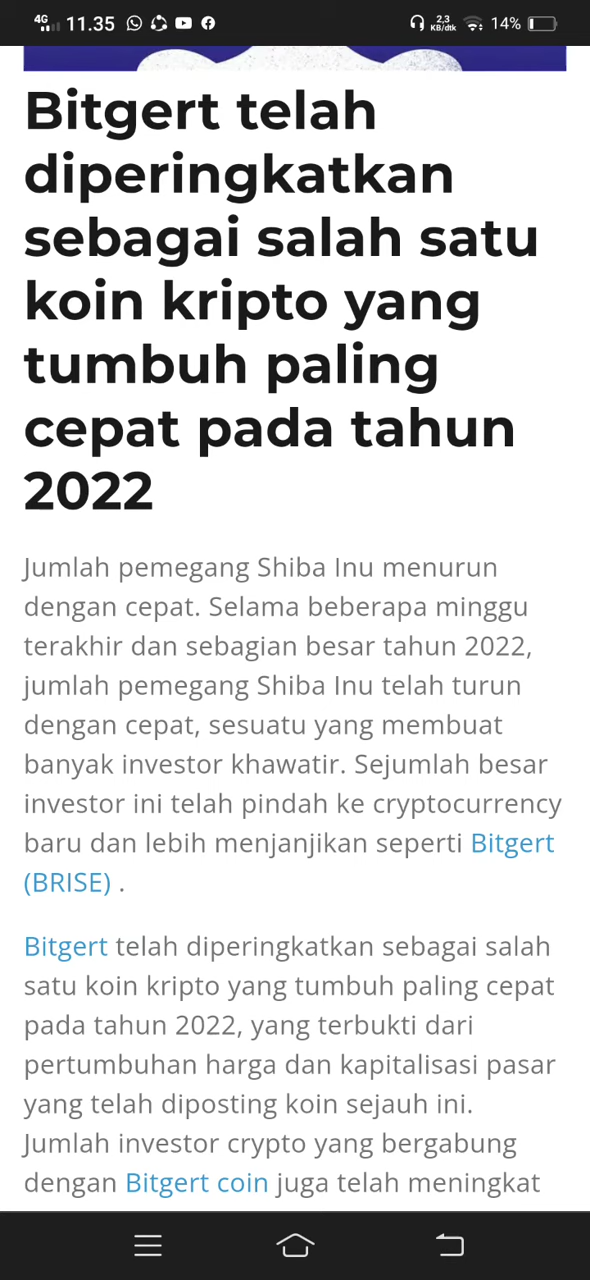 4G 11.35 2,3 KB/dtk 14%
Bitgert telah
diperingkatkan
sebagai salah satu
koin kripto yang
tumbuh paling
cepat pada tahun
2022
Jumlah pemegang Shiba Inu menurun
dengan cepat. Selama beberapa minggu
terakhir dan sebagian besar tahun 2022,
jumlah pemegang Shiba Inu telah turun
dengan cepat, sesuatu yang membuat
banyak investor khawatir. Sejumlah besar
investor ini telah pindah ke cryptocurrency
baru dan lebih menjanjikan seperti Bitgert
(BRISE) .
Bitgert telah diperingkatkan sebagai salah
satu koin kripto yang tumbuh paling cepat
pada tahun 2022, yang terbukti dari
pertumbuhan harga dan kapitalisasi pasar
yang telah diposting koin sejauh ini.
Jumlah investor crypto yang bergabung
dengan Bitgert coin juga telah meningkat